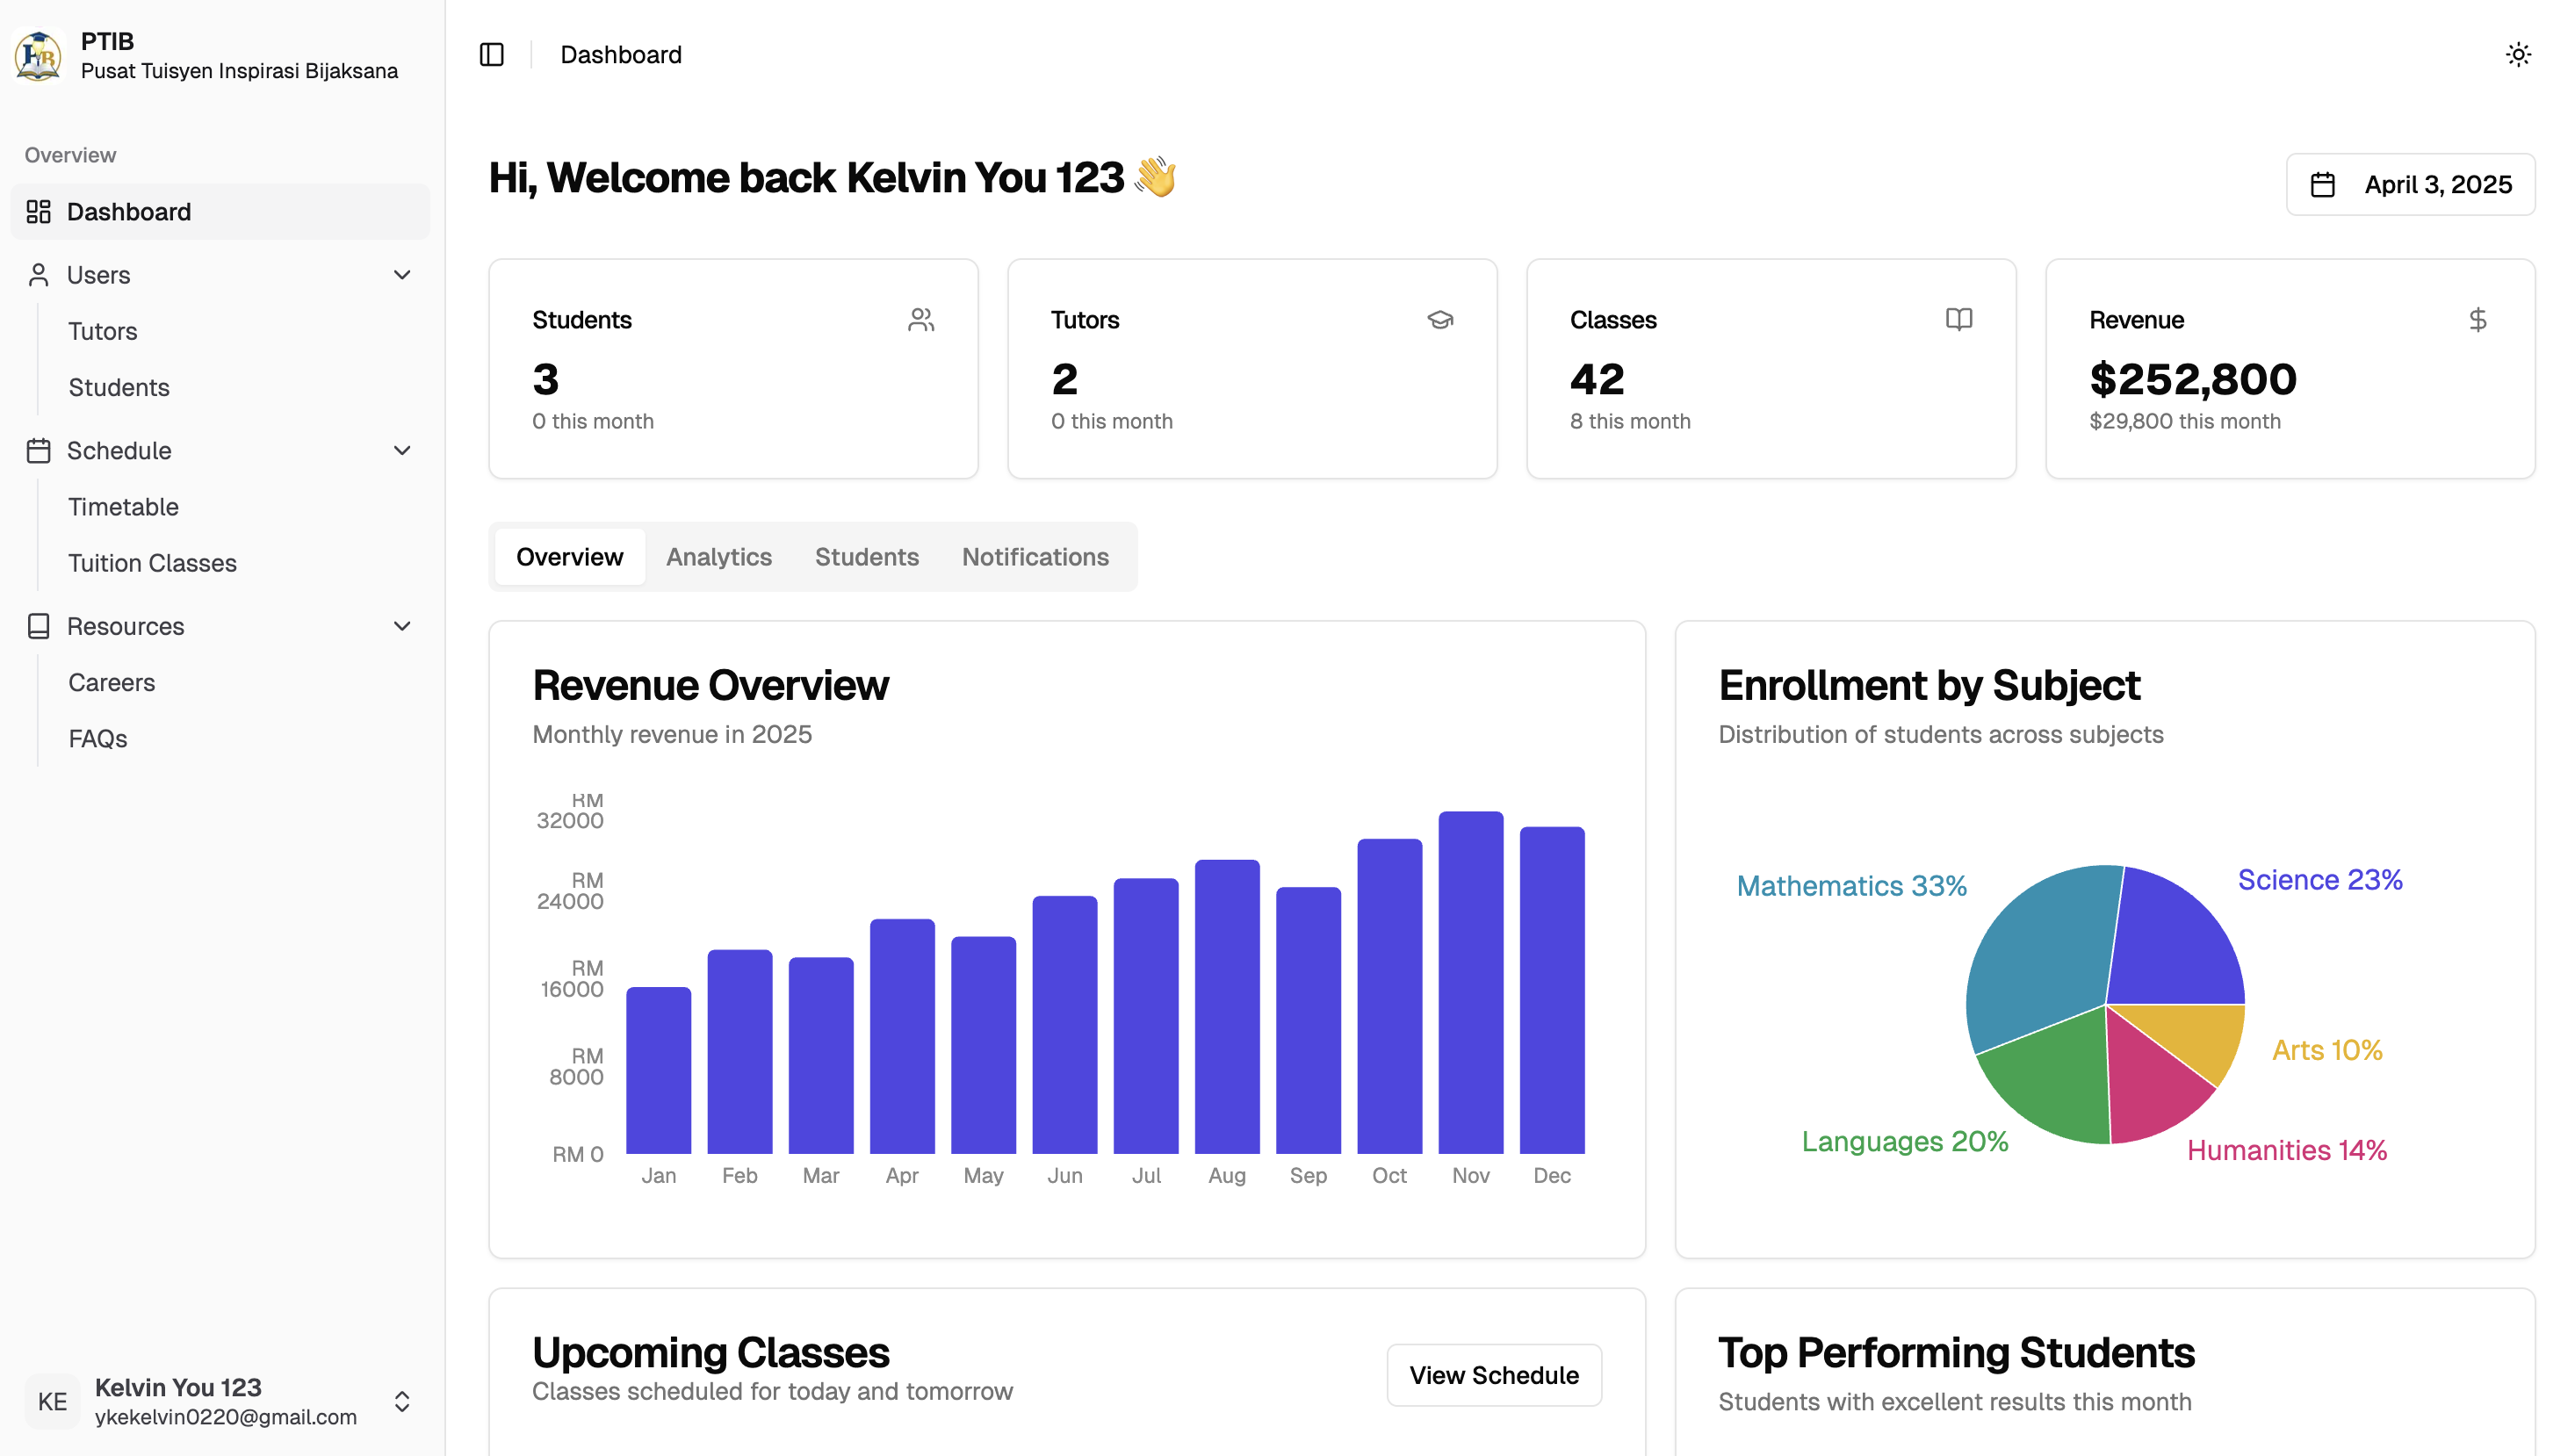 PTIB
Pusat Tuisyen Inspirasi Bijaksana
Overview
Dashboard
Users
Tutors
Students
Schedule
Timetable
Tuition Classes
Resources
Careers
FAQs
KE
Kelvin You 123
ykekelvin0220@gmail.com
Dashboard
Hi, Welcome back Kelvin You 123 👋
April 3, 2025
Students
3
0 this month
Tutors
2
0 this month
Classes
42
8 this month
Revenue
$252,800
$29,800 this month
Overview
Analytics
Students
Notifications
Revenue Overview
Monthly revenue in 2025
RM
32000
RM
24000
RM
16000
RM
8000
RM 0
Jan
Feb
Mar
Apr
May
Jun
Jul
Aug
Sep
Oct
Nov
Dec
Enrollment by Subject
Distribution of students across subjects
Mathematics 33%
Science 23%
Arts 10%
Languages 20%
Humanities 14%
Upcoming Classes
Classes scheduled for today and tomorrow
View Schedule
Top Performing Students
Students with excellent results this month